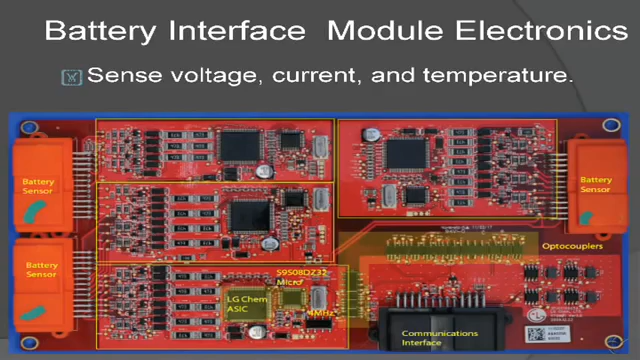 Battery Interface Module Electronics
Sense voltage, current, and temperature.
Battery
Sensor
Battery
Sensor
Battery
Sensor
Optocouplers
S9S08DZ32
Micro
LG Chem
ASIC
4MHz
Communications
Interface
LG